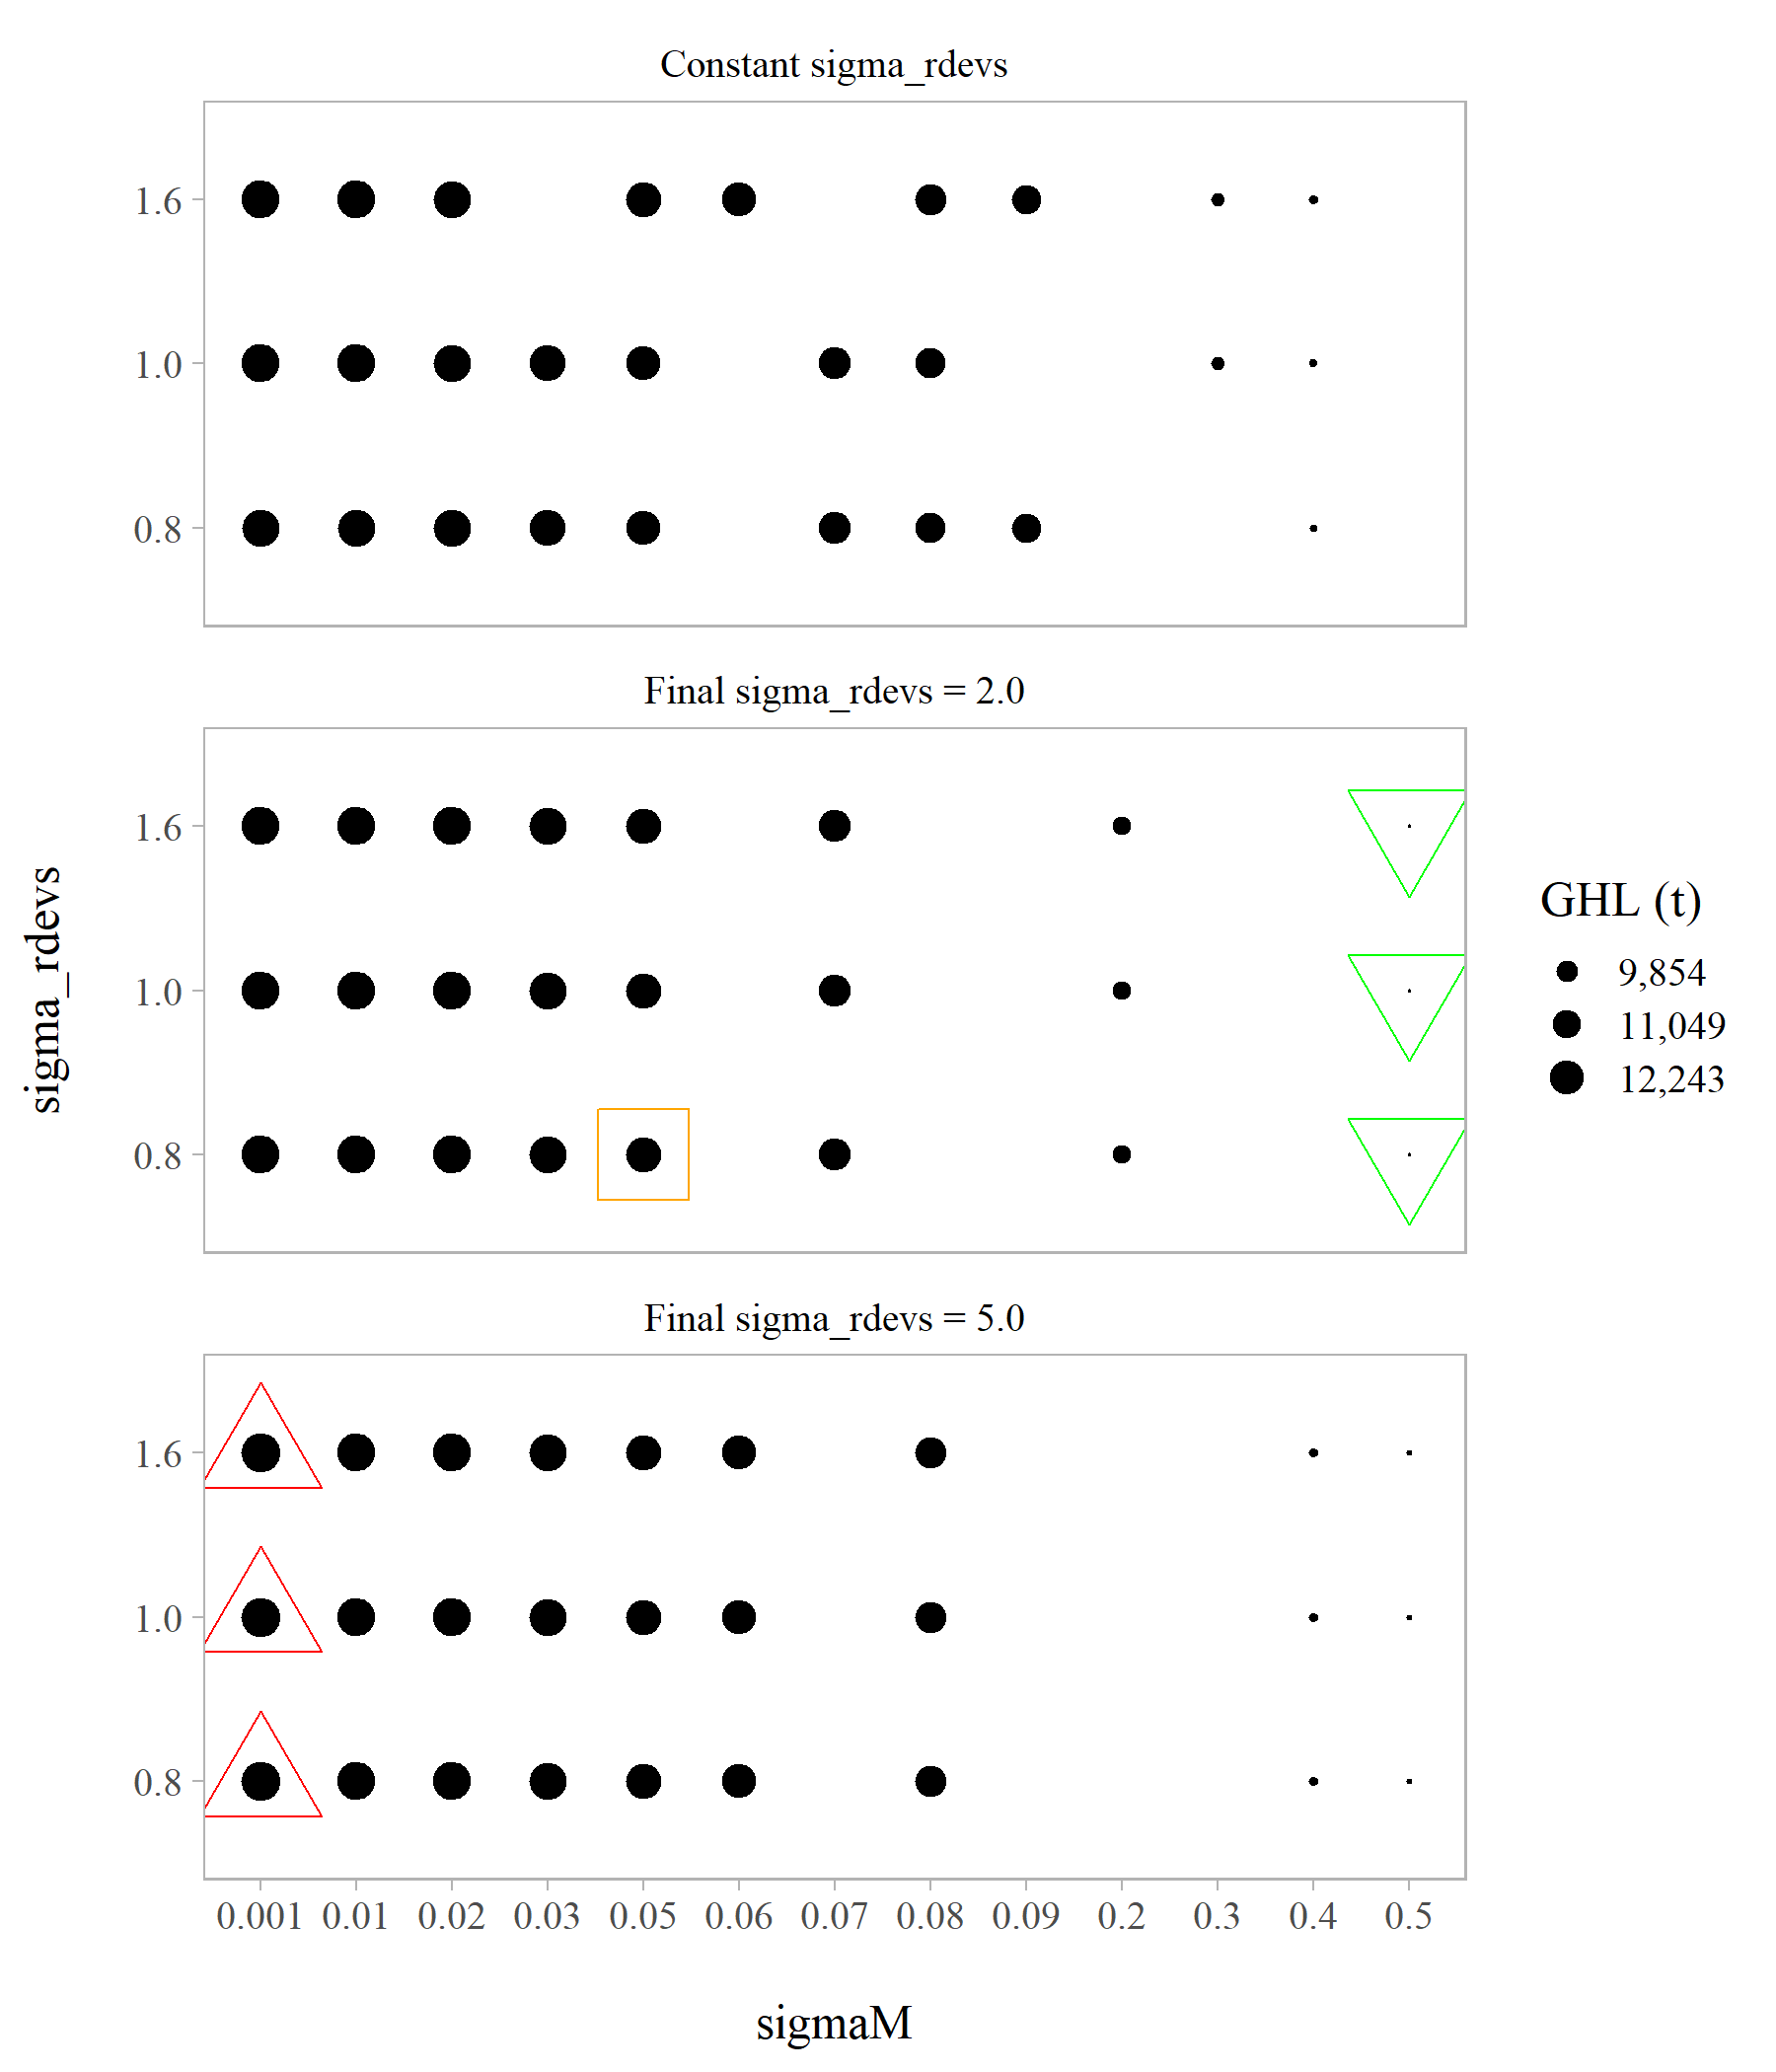 Constant sigma_rdevs
1.6
1.0
0.8
Final sigma_rdevs = 2.0
1.6
1.0
0.8
sigma_rdevs
GHL (t)
9,854
11,049
12,243
Final sigma_rdevs = 5.0
1.6
1.0
0.8
0.001 0.01 0.02 0.03 0.05 0.06 0.07 0.08 0.09 0.2 0.3 0.4 0.5
sigmaM